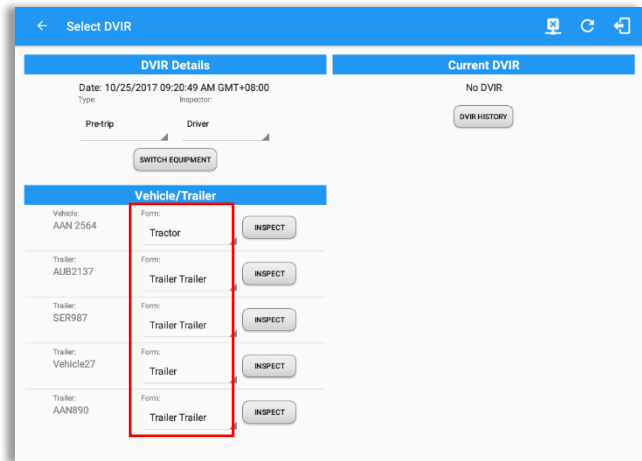 Select DVIR
DVIR Details
Date: 10/25/2017 09:20:49 AM GMT+08:00
Type: Inspector:
Pre-trip Driver
SWITCH EQUIPMENT
Vehicle/Trailer
Vehicle: Form:
AAN 2564 Tractor INSPECT
Trailer: Form:
AUB2137 Trailer Trailer INSPECT
Trailer: Form:
SER987 Trailer Trailer INSPECT
Trailer: Form:
Vehicle27 Trailer INSPECT
Trailer: Form:
AAN890 Trailer Trailer INSPECT
Current DVIR
No DVIR
DVIR HISTORY